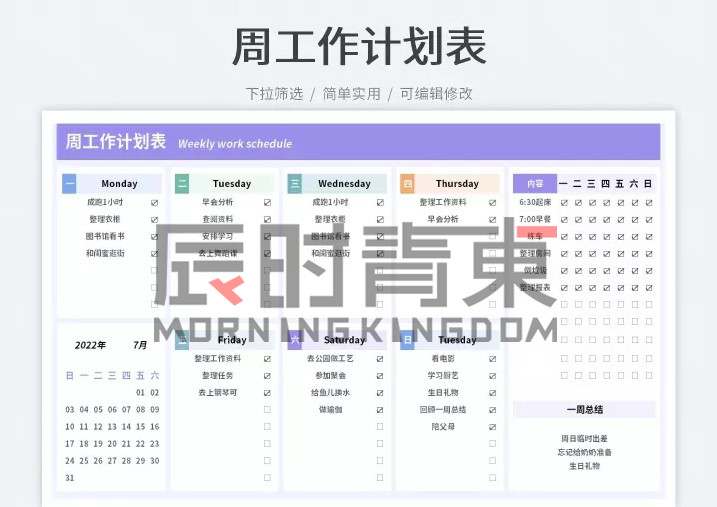 周工作计划表
下拉筛选 / 简单实用 / 可编辑修改
周工作计划表 Weekly work schedule
一 Monday
成跑1小时
整理衣柜
图书馆看书
和闺蜜逛街
二 Tuesday
早会分析
查阅资料
安排学习
去上舞蹈课
三 Wednesday
成跑1小时
整理衣柜
图书馆看书
和闺蜜逛街
四 Thursday
整理工作资料
早会分析
内容 一 二 三 四 五 六 日
6:30起床
7:00早餐
练车
整理房间
倒垃圾
整理报表
辰时青東
MORNINGKINGDOM
2022年 7月
日 一 二 三 四 五 六
01 02
03 04 05 06 07 08 09
10 11 12 13 14 15 16
17 18 19 20 21 22 23
24 25 26 27 28 29 30
31
五 Friday
整理工作资料
整理任务
去上钢琴可
六 Saturday
去公园做工艺
参加聚会
给鱼儿换水
做瑜伽
日 Tuesday
看电影
学习厨艺
生日礼物
回顾一周总结
陪父母
一周总结
周日临时出差
忘记给奶奶准备
生日礼物